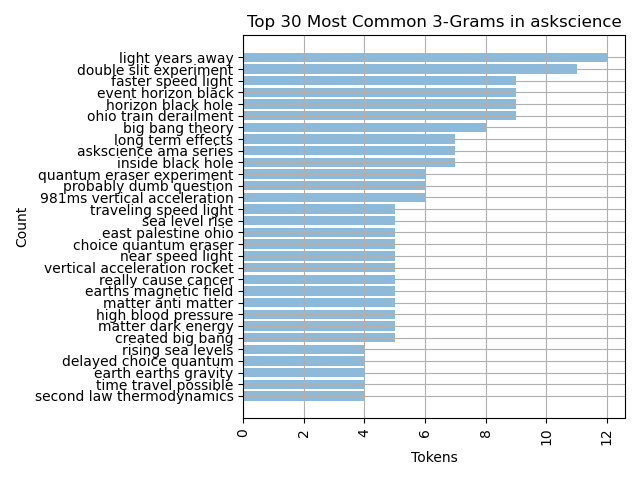 Top 30 Most Common 3-Grams in askscience
light years away
double slit experiment
faster speed light
event horizon black
horizon black hole
ohio train derailment
big bang theory
long term effects
askscience ama series
inside black hole
quantum eraser experiment
probably dumb question
981ms vertical acceleration
traveling speed light
sea level rise
east palestine ohio
choice quantum eraser
near speed light
vertical acceleration rocket
really cause cancer
earths magnetic field
matter anti matter
high blood pressure
matter dark energy
created big bang
rising sea levels
delayed choice quantum
earth earths gravity
time travel possible
second law thermodynamics
Count
0 2 4 6 8 10 12
Tokens